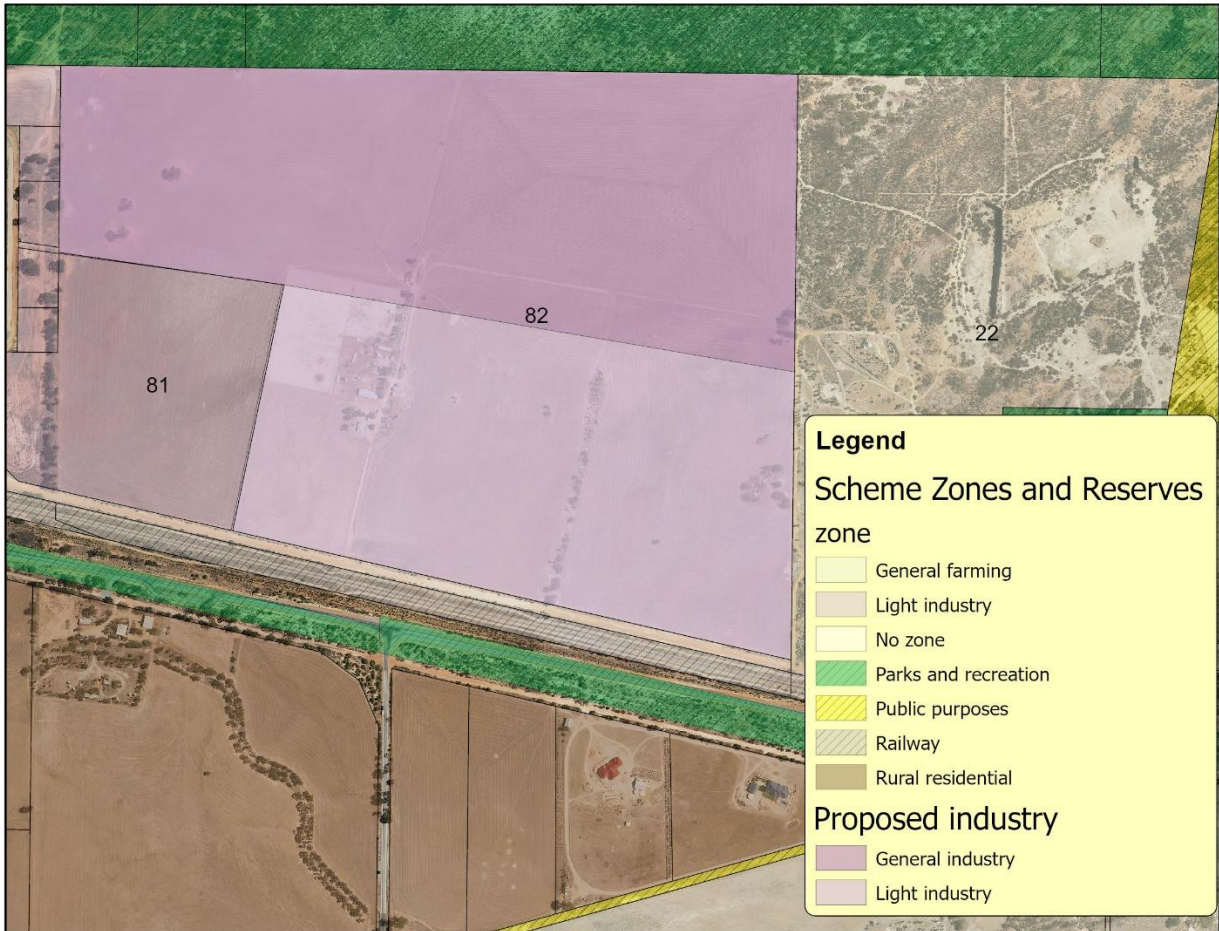 82
22
81
Legend
Scheme Zones and Reserves
zone
General farming
Light industry
No zone
Parks and recreation
Public purposes
Railway
Rural residential
Proposed industry
General industry
Light industry